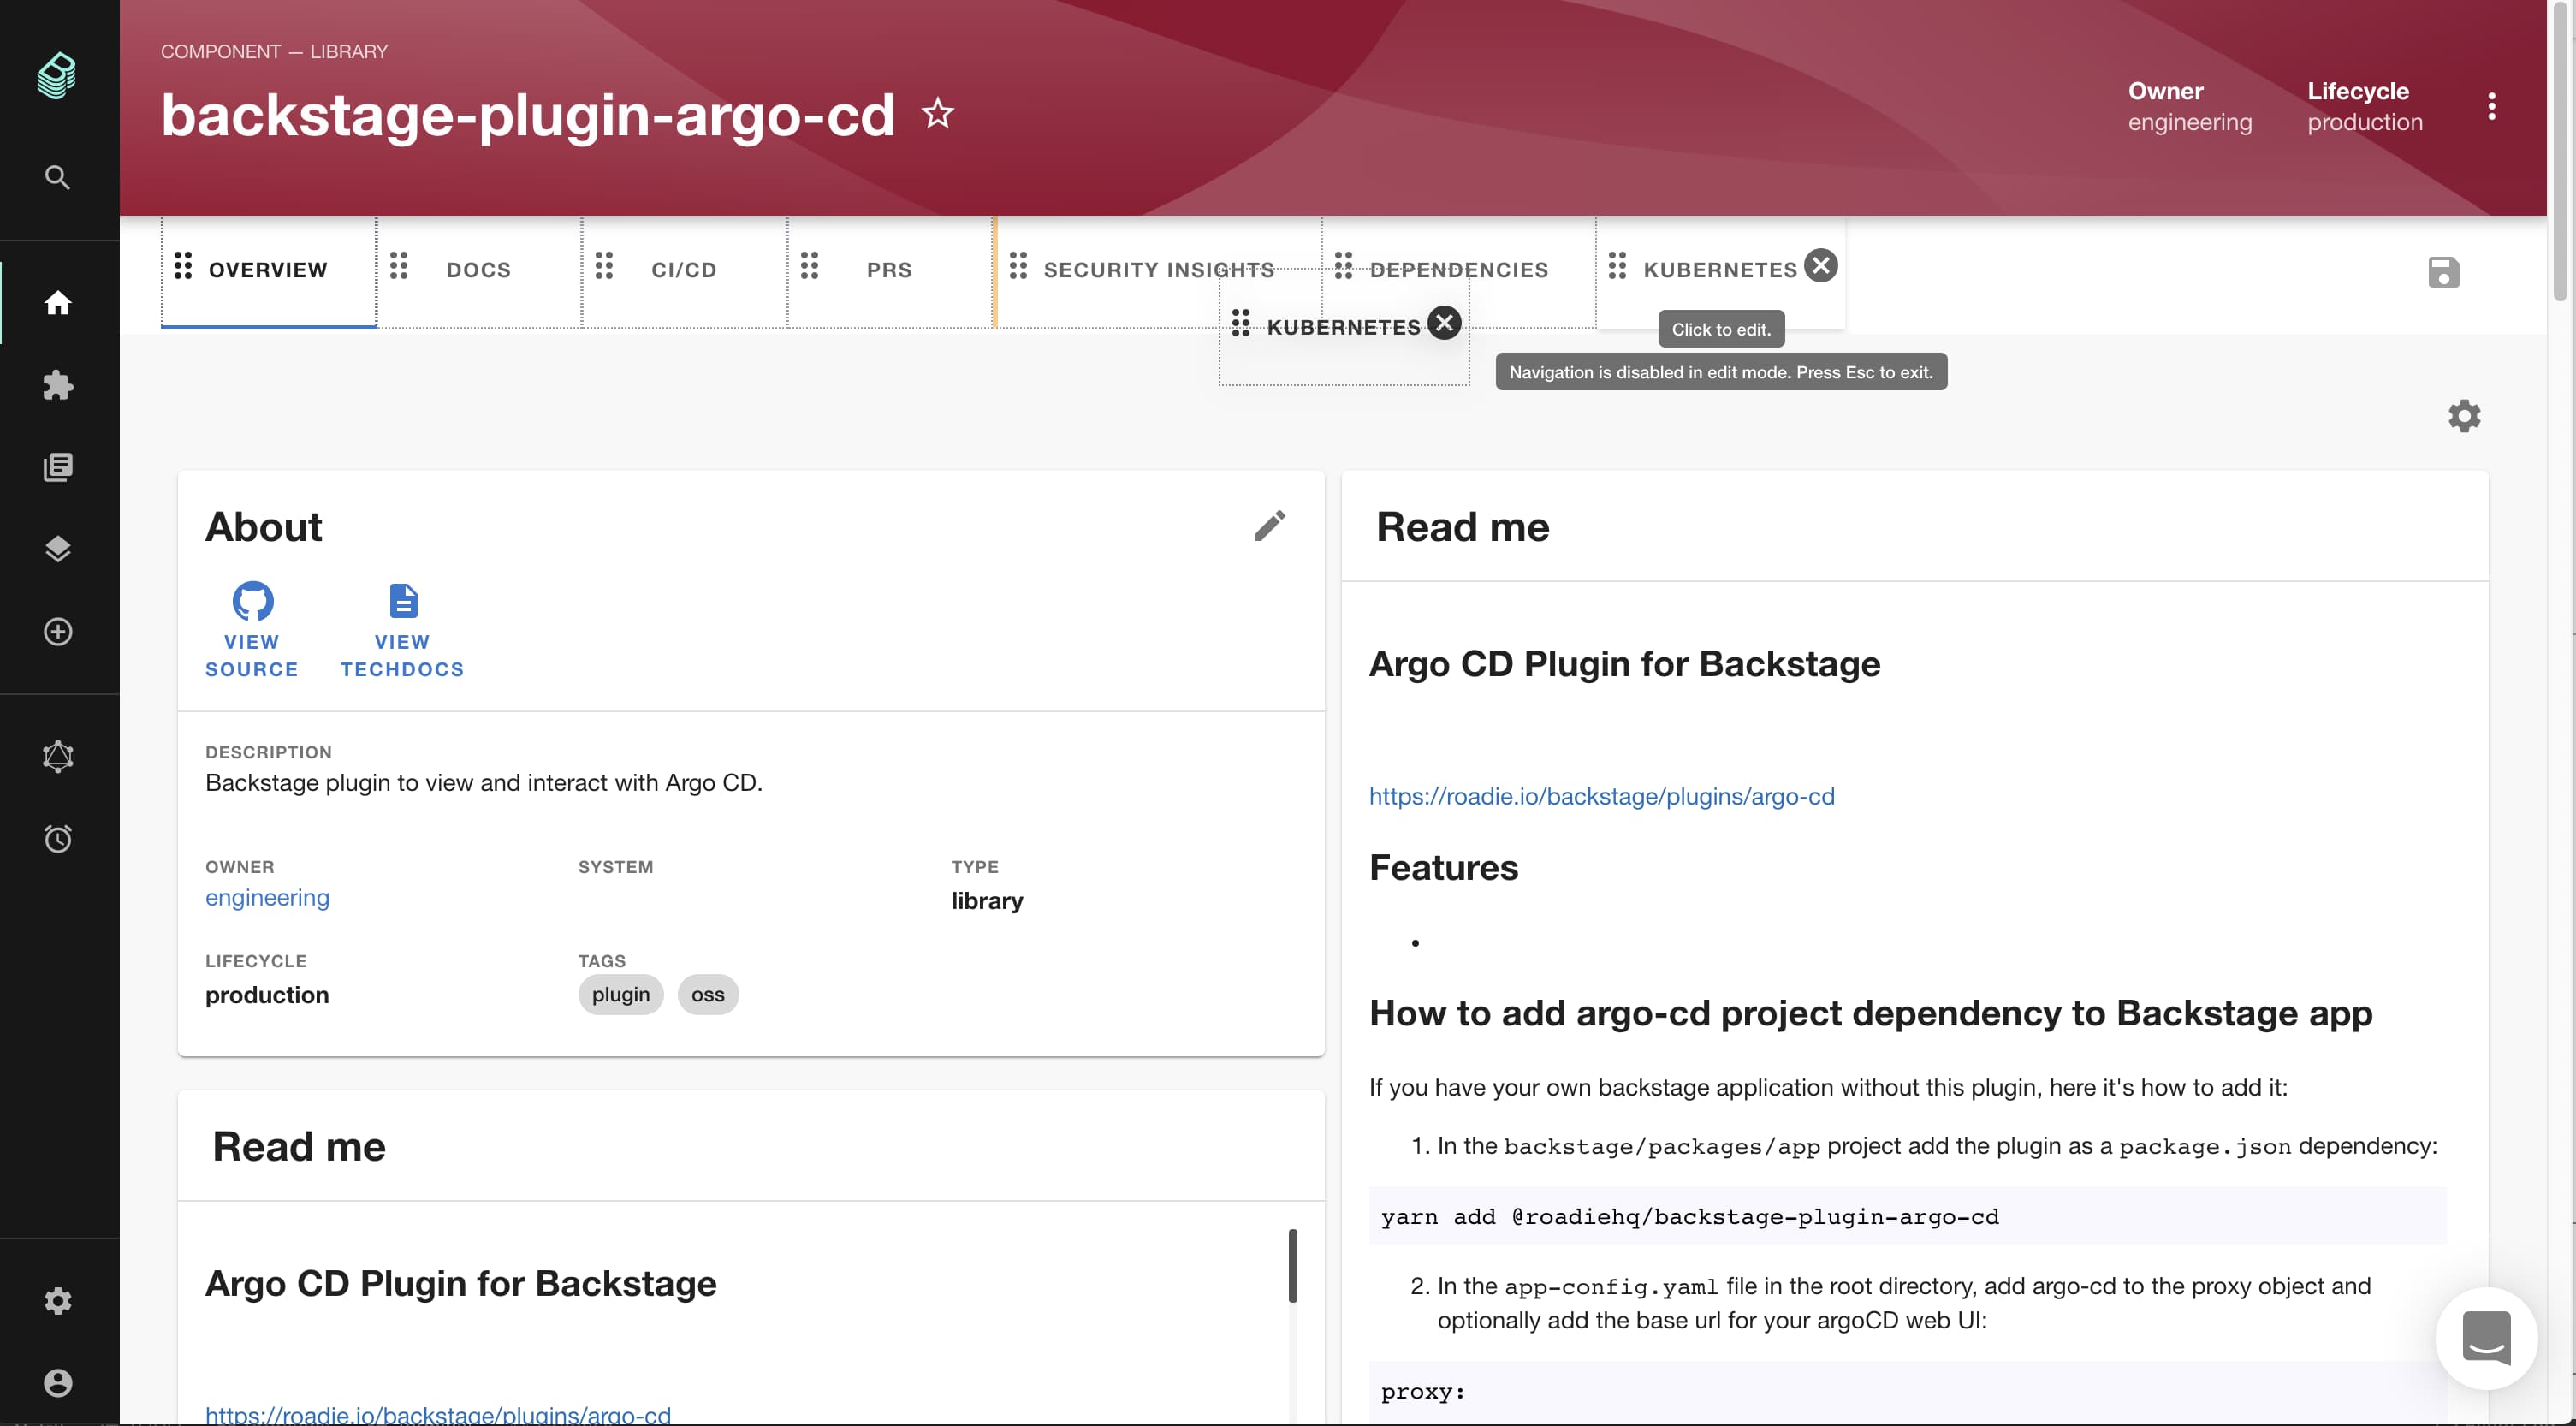 COMPONENT — LIBRARY
backstage-plugin-argo-cd
Owner
engineering
Lifecycle
production
OVERVIEW
DOCS
CI/CD
PRS
SECURITY INSIGHTS
DEPENDENCIES
KUBERNETES
KUBERNETES
Click to edit.
Navigation is disabled in edit mode. Press Esc to exit.
About
VIEW
SOURCE
VIEW
TECHDOCS
DESCRIPTION
Backstage plugin to view and interact with Argo CD.
OWNER
engineering
SYSTEM
TYPE
library
LIFECYCLE
production
TAGS
plugin
oss
Read me
Argo CD Plugin for Backstage
https://roadie.io/backstage/plugins/argo-cd
Read me
Argo CD Plugin for Backstage
https://roadie.io/backstage/plugins/argo-cd
Features
•
How to add argo-cd project dependency to Backstage app
If you have your own backstage application without this plugin, here it's how to add it:
1. In the backstage/packages/app project add the plugin as a package.json dependency:
yarn add @roadiehq/backstage-plugin-argo-cd
2. In the app-config.yaml file in the root directory, add argo-cd to the proxy object and
optionally add the base url for your argoCD web UI:
proxy: